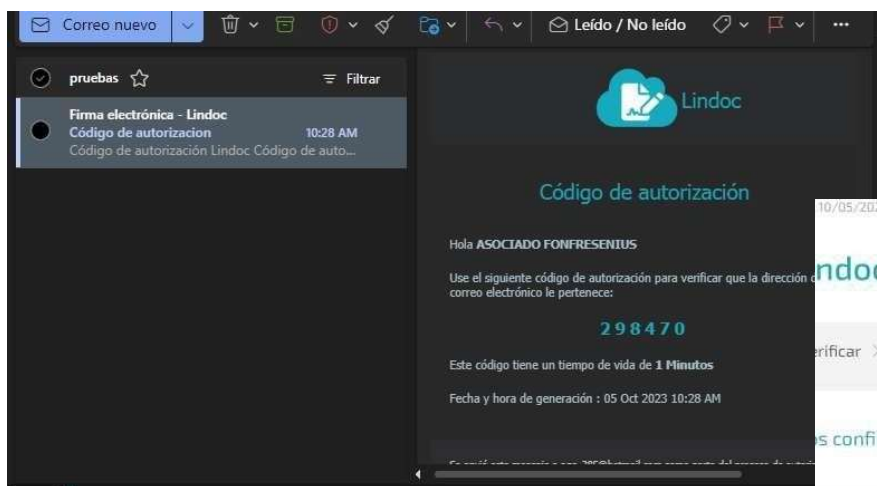 Correo nuevo
Leído / No leído
pruebas
Filtrar
Firma electrónica - Lindoc
Código de autorizacion 10:28 AM
Código de autorización Lindoc Código de auto...
Lindoc
Código de autorización
Hola ASOCIADO FONFRESENIUS
Use el siguiente código de autorización para verificar que la dirección
correo electrónico le pertenece:
298470
Este código tiene un tiempo de vida de 1 Minutos
Fecha y hora de generación : 05 Oct 2023 10:28 AM
10/05/202
ndoc
erificar
os confi